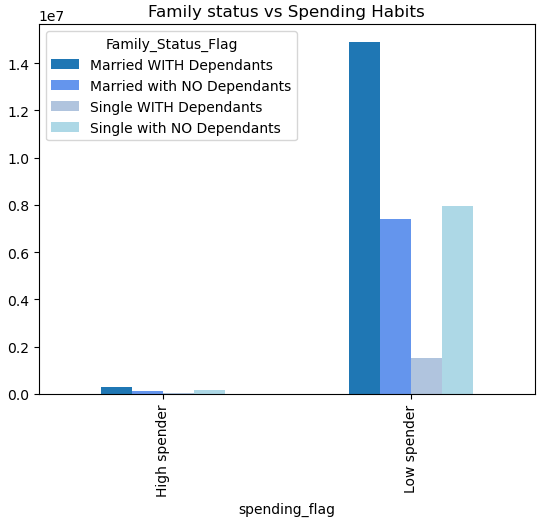 Family status vs Spending Habits
1e7
Family_Status_Flag
Married WITH Dependants
Married with NO Dependants
Single WITH Dependants
Single with NO Dependants
1.4
1.2
1.0
0.8
0.6
0.4
0.2
0.0
High spender
Low spender
spending_flag